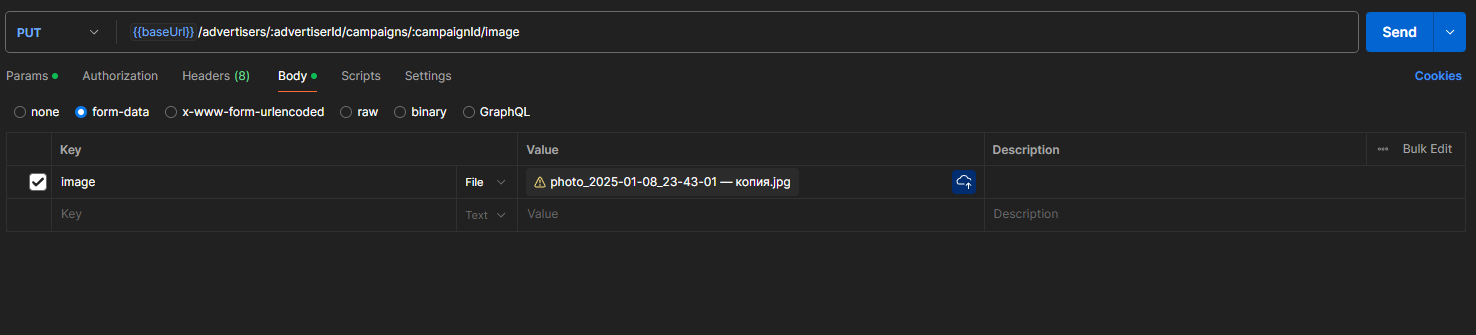 PUT {{baseUrl}} /advertisers/:advertiserId/campaigns/:campaignId/image Send
Params Authorization Headers (8) Body Scripts Settings Cookies
none form-data x-www-form-urlencoded raw binary GraphQL
Key Value Description ••• Bulk Edit
image File photo_2025-01-08_23-43-01 — копия.jpg
Key Text Value Description